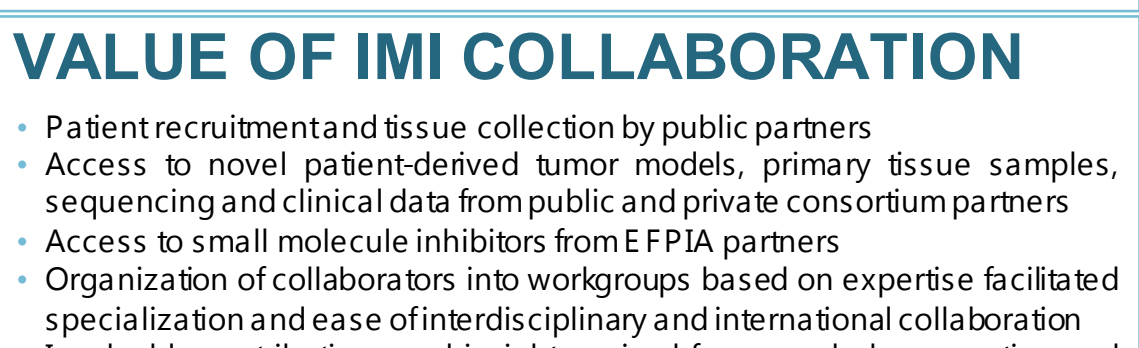 VALUE OF IMI COLLABORATION
• Patient recruitment and tissue collection by public partners
• Access to novel patient-derived tumor models, primary tissue samples,
sequencing and clinical data from public and private consortium partners
• Access to small molecule inhibitors from EFPIA partners
• Organization of collaborators into workgroups based on expertise facilitated
specialization and ease of interdisciplinary and international collaboration